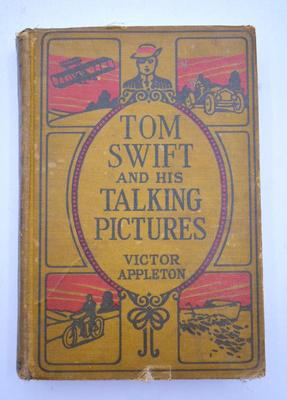 TOM
SWIFT
AND HIS
TALKING
PICTURES
VICTOR
APPLETON